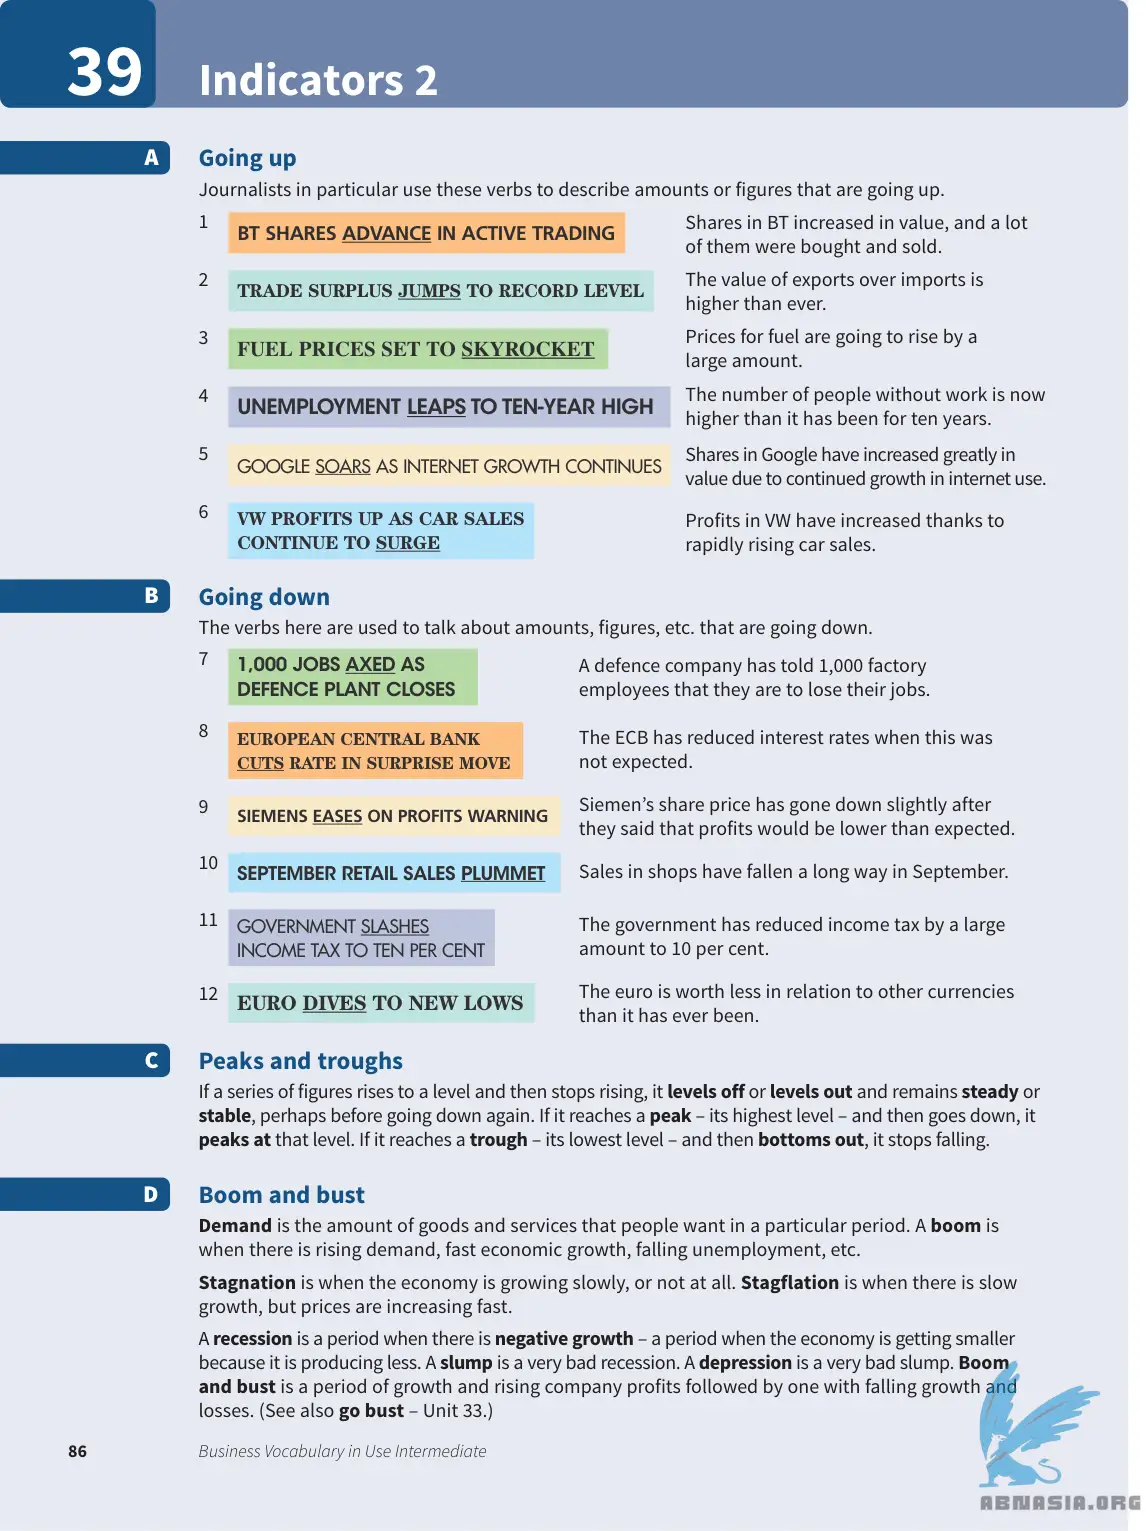 39
Indicators 2
A
Going up
Journalists in particular use these verbs to describe amounts or figures that are going up.
1
BT SHARES ADVANCE IN ACTIVE TRADING
Shares in BT increased in value, and a lot
of them were bought and sold.
2
TRADE SURPLUS JUMPS TO RECORD LEVEL
The value of exports over imports is
higher than ever.
3
FUEL PRICES SET TO SKYROCKET
Prices for fuel are going to rise by a
large amount.
4
UNEMPLOYMENT LEAPS TO TEN-YEAR HIGH
The number of people without work is now
higher than it has been for ten years.
5
GOOGLE SOARS AS INTERNET GROWTH CONTINUES
Shares in Google have increased greatly in
value due to continued growth in internet use.
6
VW PROFITS UP AS CAR SALES
CONTINUE TO SURGE
Profits in VW have increased thanks to
rapidly rising car sales.
B
Going down
The verbs here are used to talk about amounts, figures, etc. that are going down.
7
1,000 JOBS AXED AS
DEFENCE PLANT CLOSES
A defence company has told 1,000 factory
employees that they are to lose their jobs.
8
EUROPEAN CENTRAL BANK
CUTS RATE IN SURPRISE MOVE
The ECB has reduced interest rates when this was
not expected.
9
SIEMENS EASES ON PROFITS WARNING
Siemen's share price has gone down slightly after
they said that profits would be lower than expected.
10
SEPTEMBER RETAIL SALES PLUMMET
Sales in shops have fallen a long way in September.
11
GOVERNMENT SLASHES
INCOME TAX TO TEN PER CENT
The government has reduced income tax by a large
amount to 10 per cent.
12
EURO DIVES TO NEW LOWS
The euro is worth less in relation to other currencies
than it has ever been.
C
Peaks and troughs
If a series of figures rises to a level and then stops rising, it levels off or levels out and remains steady or
stable, perhaps before going down again. If it reaches a peak – its highest level – and then goes down, it
peaks at that level. If it reaches a trough – its lowest level – and then bottoms out, it stops falling.
D
Boom and bust
Demand is the amount of goods and services that people want in a particular period. A boom is
when there is rising demand, fast economic growth, falling unemployment, etc.
Stagnation is when the economy is growing slowly, or not at all. Stagflation is when there is slow
growth, but prices are increasing fast.
A recession is a period when there is negative growth – a period when the economy is getting smaller
because it is producing less. A slump is a very bad recession. A depression is a very bad slump. Boom
and bust is a period of growth and rising company profits followed by one with falling growth and
losses. (See also go bust – Unit 33.)
86
Business Vocabulary in Use Intermediate
ABNASIA.ORG